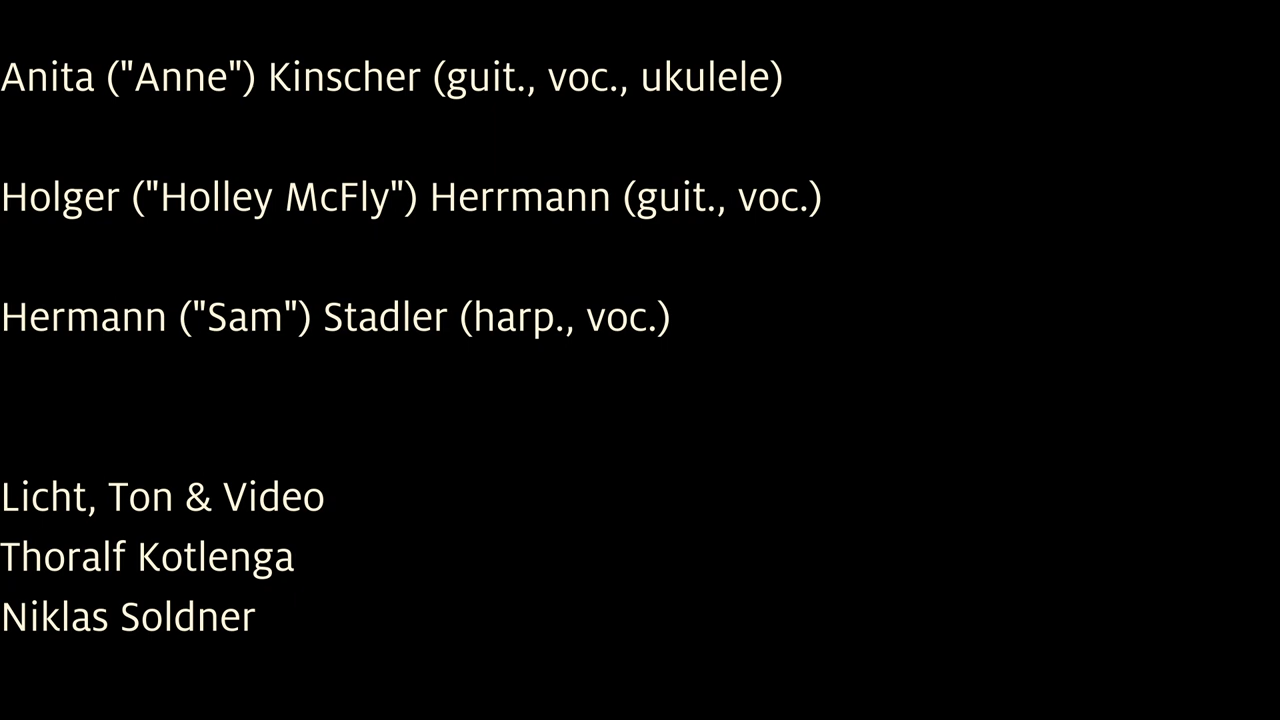 Anita ("Anne") Kinscher (guit., voc., ukulele)
Holger ("Holley McFly") Herrmann (guit., voc.)
Hermann ("Sam") Stadler (harp., voc.)
Licht, Ton & Video
Thoralf Kotlenga
Niklas Soldner